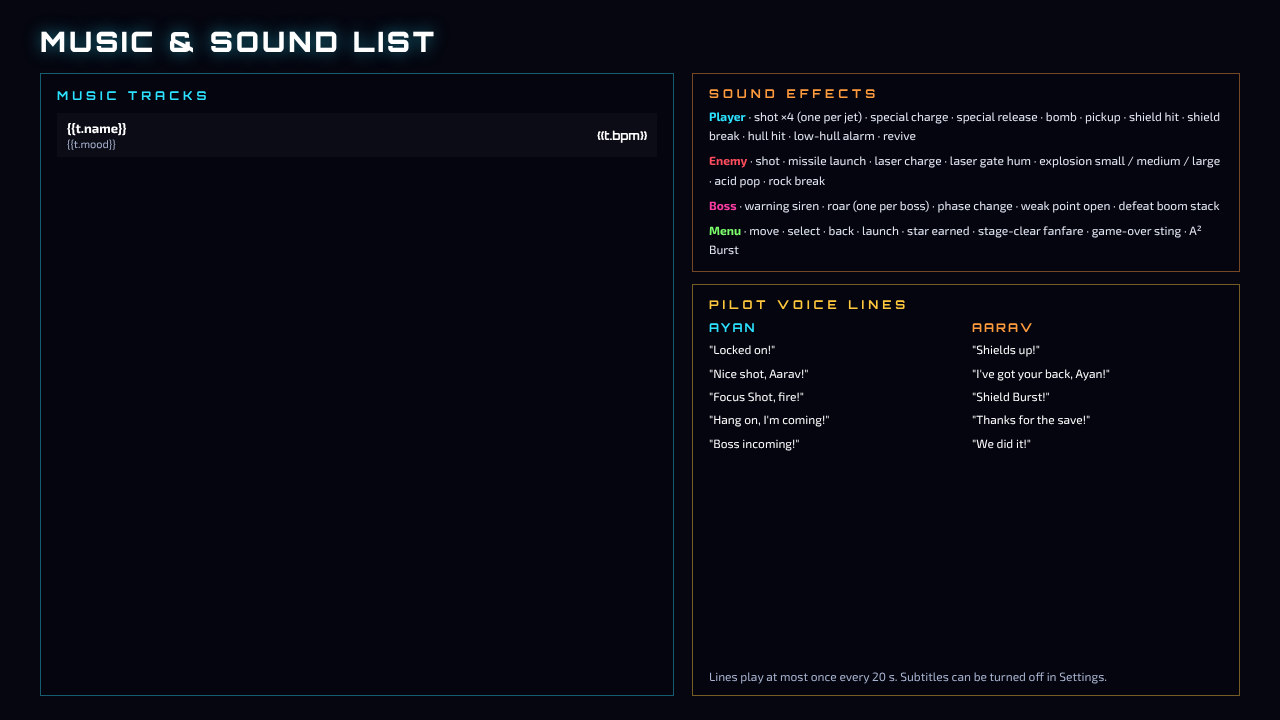 MUSIC & SOUND LIST
MUSIC TRACKS
{{t.name}}
{{t.mood}}
{{t.bpm}}
SOUND EFFECTS
Player · shot ×4 (one per jet) · special charge · special release · bomb · pickup · shield hit · shield
break · hull hit · low-hull alarm · revive
Enemy · shot · missile launch · laser charge · laser gate hum · explosion small / medium / large
· acid pop · rock break
Boss · warning siren · roar (one per boss) · phase change · weak point open · defeat boom stack
Menu · move · select · back · launch · star earned · stage-clear fanfare · game-over sting · A²
Burst
PILOT VOICE LINES
AYAN
"Locked on!"
"Nice shot, Aarav!"
"Focus Shot, fire!"
"Hang on, I'm coming!"
"Boss incoming!"
AARAV
"Shields up!"
"I've got your back, Ayan!"
"Shield Burst!"
"Thanks for the save!"
"We did it!"
Lines play at most once every 20 s. Subtitles can be turned off in Settings.